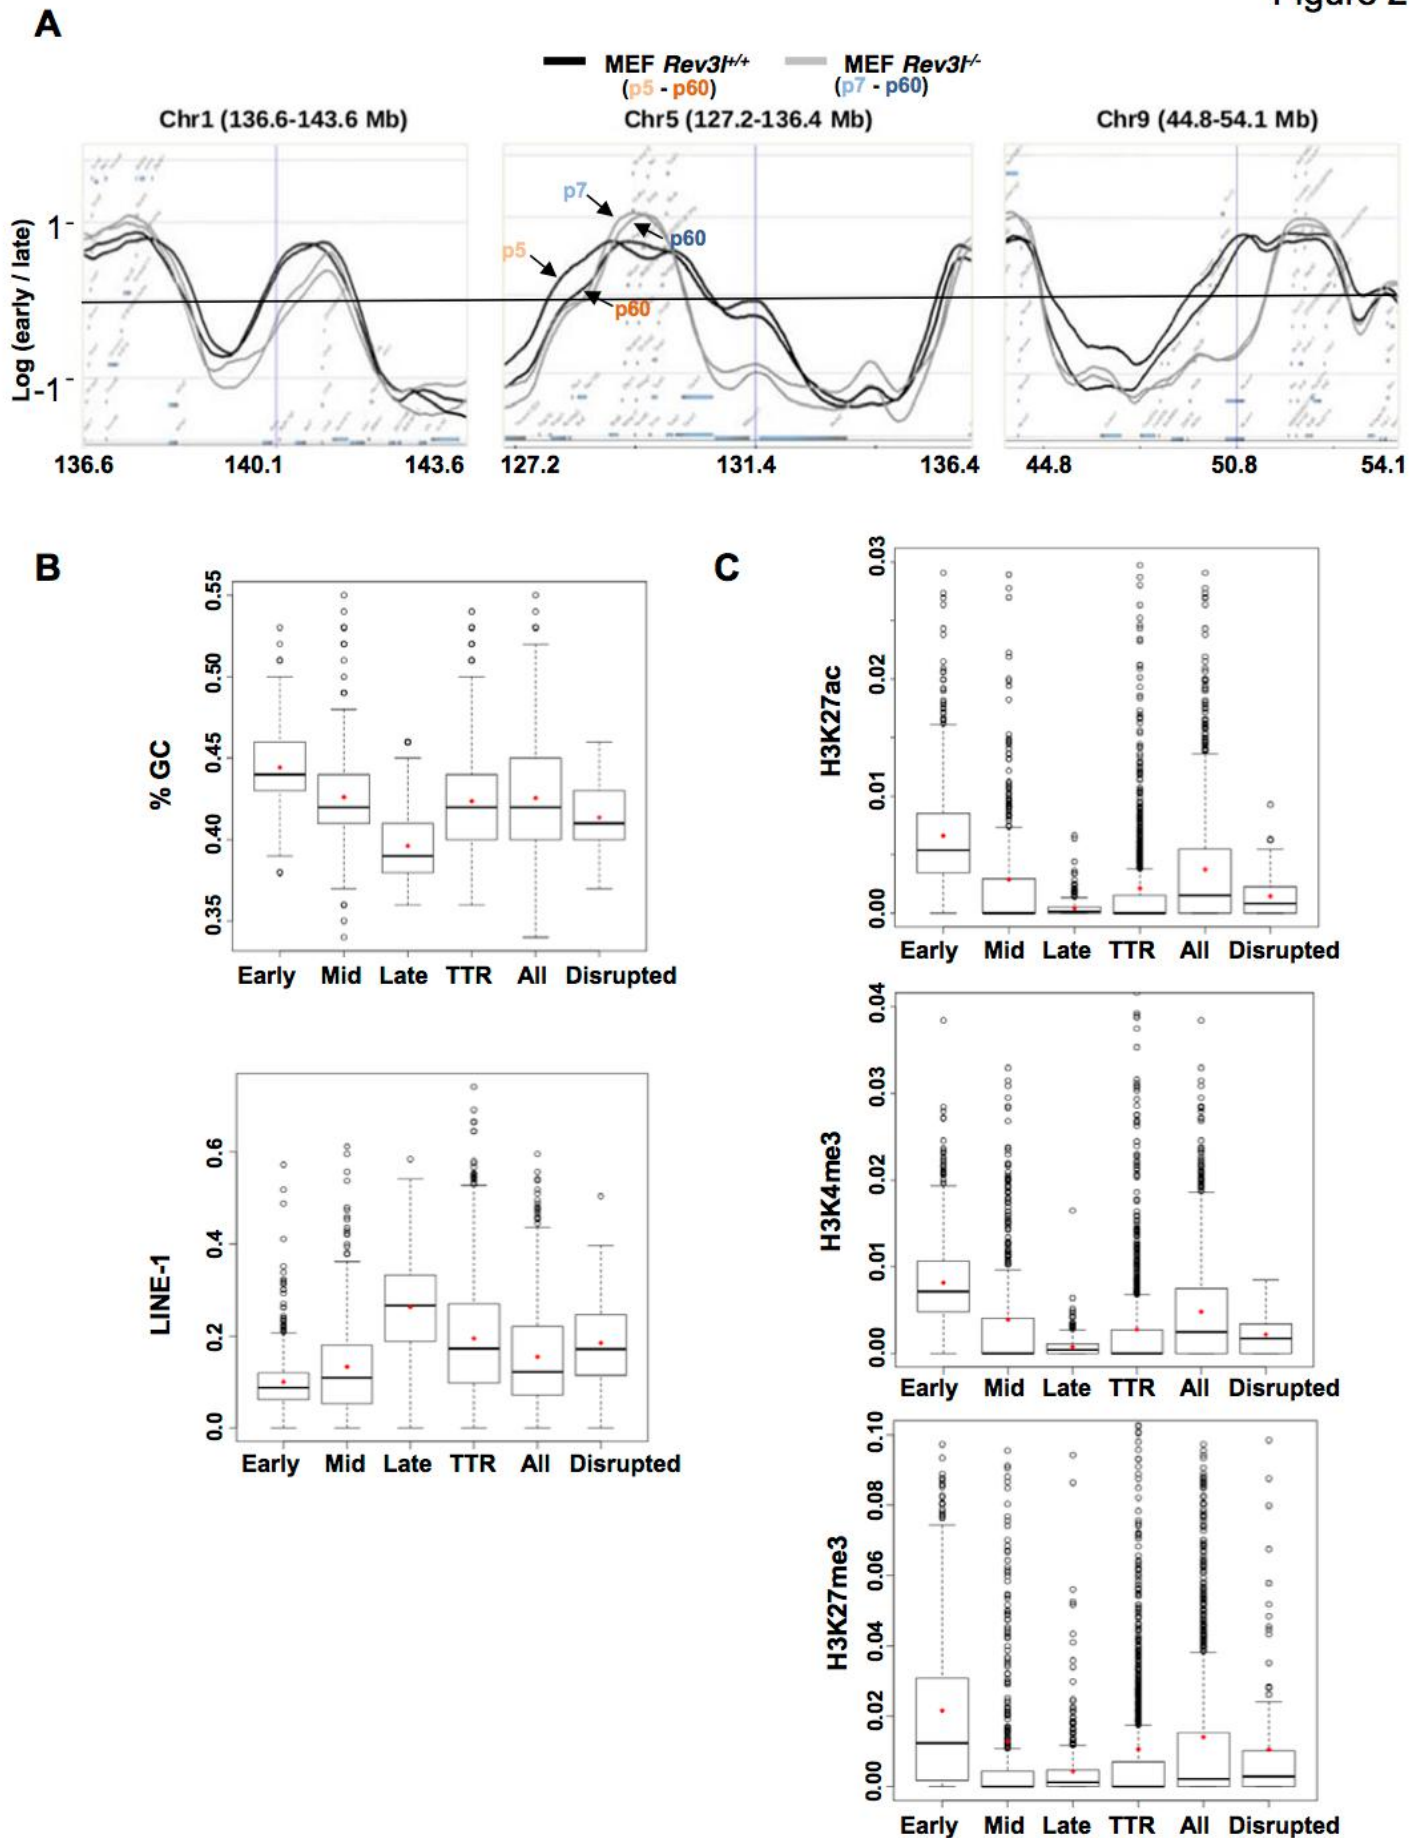 Figure 2
A
MEF Rev3l+/+ MEF Rev3l-/-
(p5 - p60) (p7 - p60)
Chr1 (136.6-143.6 Mb) Chr5 (127.2-136.4 Mb) Chr9 (44.8-54.1 Mb)
Log (early / late)
1
-1
p7
p5
p60
p60
136.6 140.1 143.6 127.2 131.4 136.4 44.8 50.8 54.1
B
% GC
0.55
0.50
0.45
0.40
0.35
Early Mid Late TTR All Disrupted
LINE-1
0.6
0.4
0.2
0.0
Early Mid Late TTR All Disrupted
C
H3K27ac
0.03
0.02
0.01
0.00
Early Mid Late TTR All Disrupted
H3K4me3
0.04
0.03
0.02
0.01
0.00
Early Mid Late TTR All Disrupted
H3K27me3
0.10
0.08
0.06
0.04
0.02
0.00
Early Mid Late TTR All Disrupted